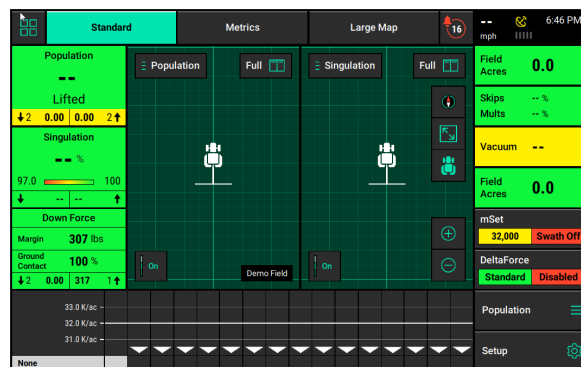 Standard
Metrics
Large Map
16
--
mph
6:46 PM
Population
--
Lifted
2 0.00 0.00 2
Singulation
-- %
97.0 100
-- --
Down Force
Margin 307 lbs
Ground Contact 100 %
2 0.00 317 1
Population
Full
On
Demo Field
Singulation
Full
On
Field Acres 0.0
Skips -- %
Mults -- %
Vacuum --
Field Acres 0.0
mSet
32,000 Swath Off
DeltaForce
Standard Disabled
Population
Setup
33.0 K/ac
32.0 K/ac
31.0 K/ac
None